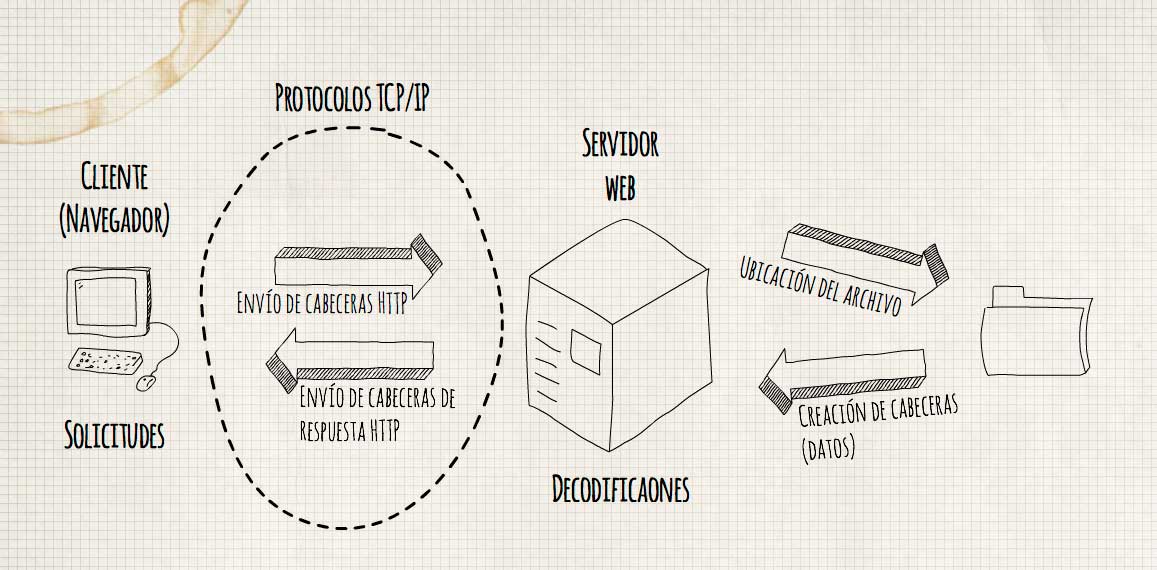 Protocolos TCP/IP
Servidor
web
Cliente
(Navegador)
Ubicación del archivo
Envío de cabeceras HTTP
Envío de cabeceras de
respuesta HTTP
Creación de cabeceras
(datos)
Solicitudes
Decodificaones